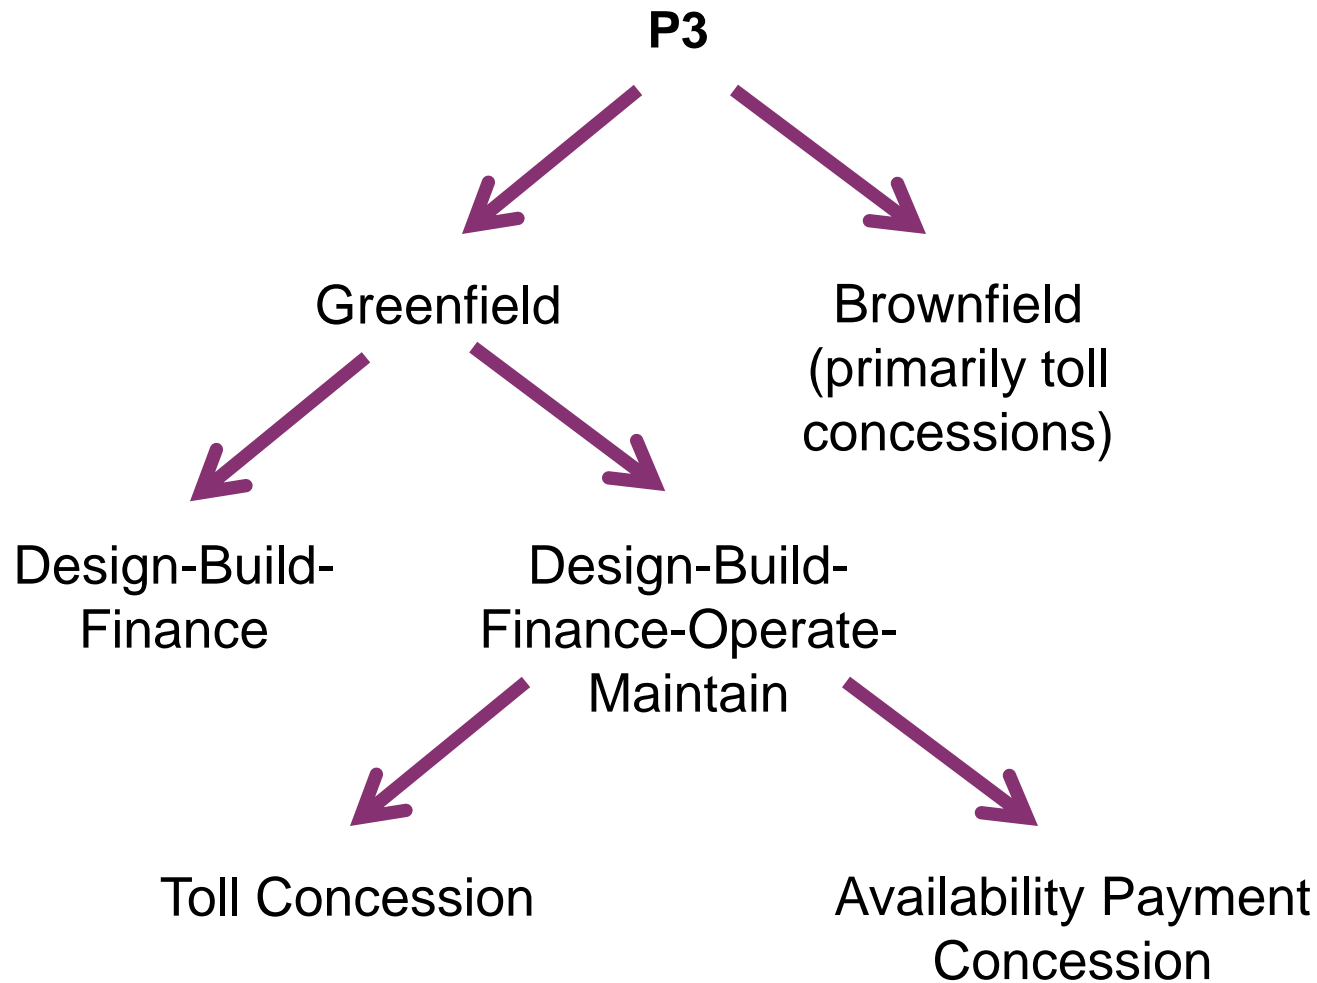 P3
Greenfield
Brownfield
(primarily toll
concessions)
Design-Build-
Finance
Design-Build-
Finance-Operate-
Maintain
Toll Concession
Availability Payment
Concession